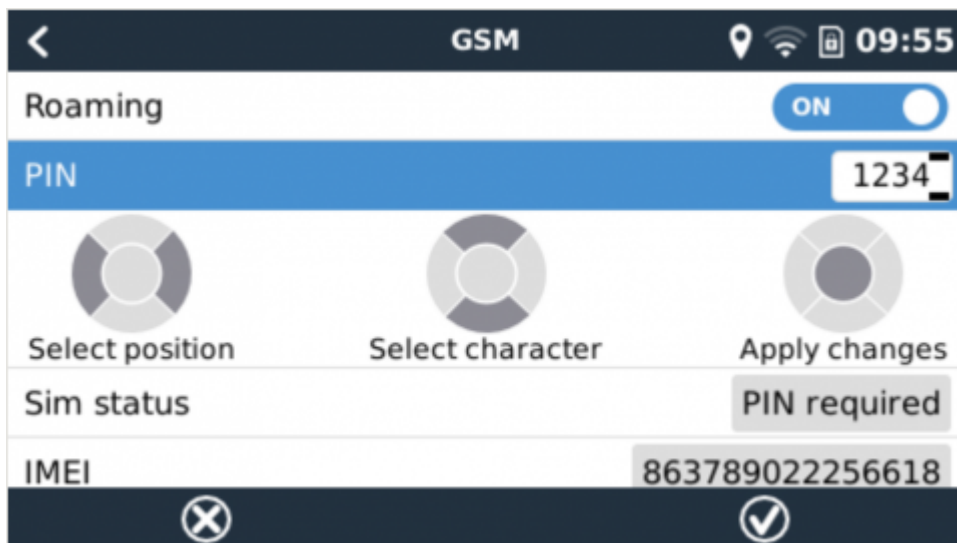 GSM 09:55
Roaming ON
PIN 1234
Select position Select character Apply changes
Sim status PIN required
IMEI 863789022256618